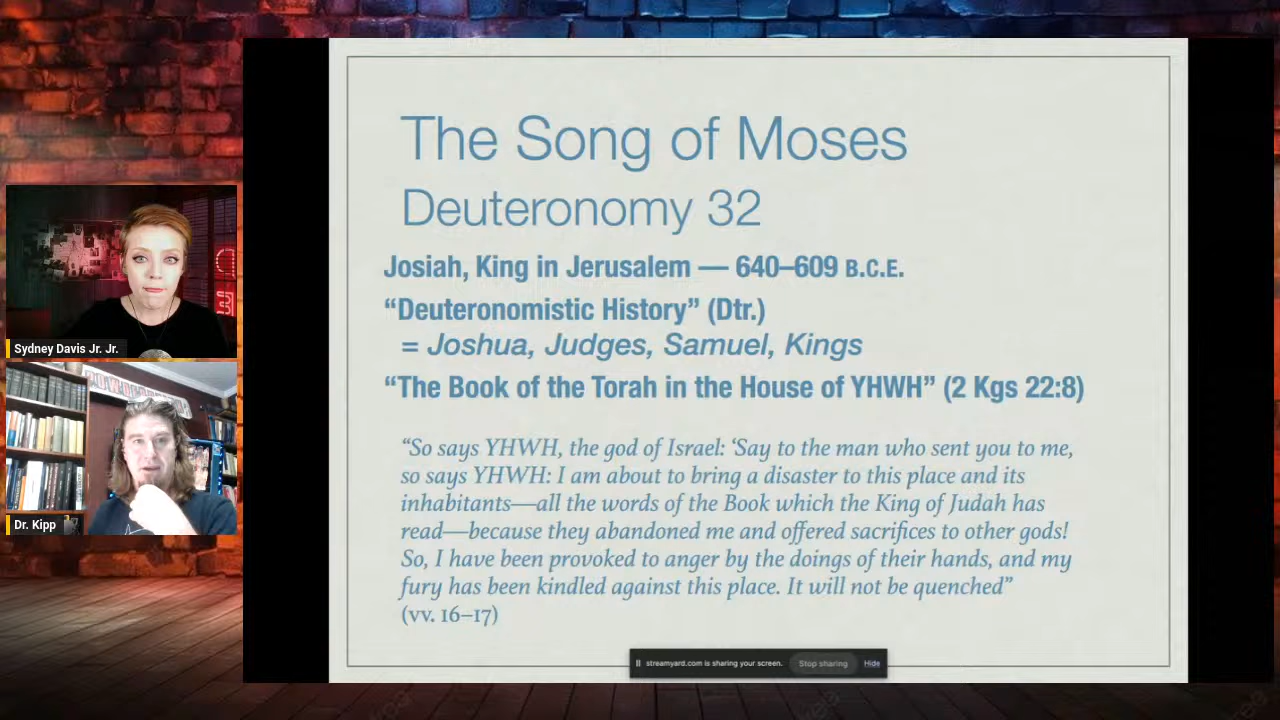 The Song of Moses
Deuteronomy 32
Josiah, King in Jerusalem — 640–609 B.C.E.
“Deuteronomistic History” (Dtr.)
= Joshua, Judges, Samuel, Kings
“The Book of the Torah in the House of YHWH” (2 Kgs 22:8)
“So says YHWH, the god of Israel: ‘Say to the man who sent you to me,
so says YHWH: I am about to bring a disaster to this place and its
inhabitants—all the words of the Book which the King of Judah has
read—because they abandoned me and offered sacrifices to other gods!
So, I have been provoked to anger by the doings of their hands, and my
fury has been kindled against this place. It will not be quenched”
(vv. 16–17)
streamyard.com is sharing your screen. Stop sharing Hide
Sydney Davis Jr. Jr.
Dr. Kipp